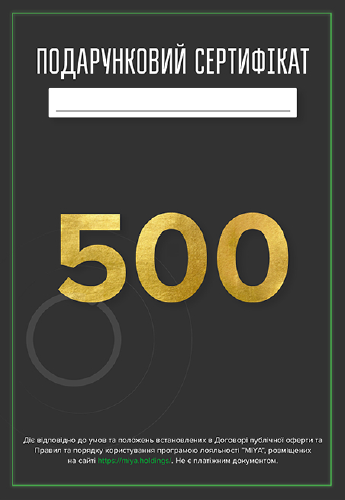 ПОДАРУНКОВИЙ СЕРТИФІКАТ
500
Діє відповідно до умов та положень встановлених в Договорі публічної оферти та
Правил та порядку користування програмою лояльності "MIYA", розміщених
на сайті https://miya.holdings/. Не є платіжним документом.